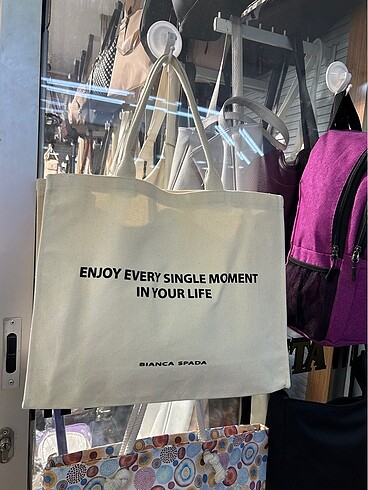 ENJOY EVERY SINGLE MOMENT
IN YOUR LIFE
BIANCA SPADA